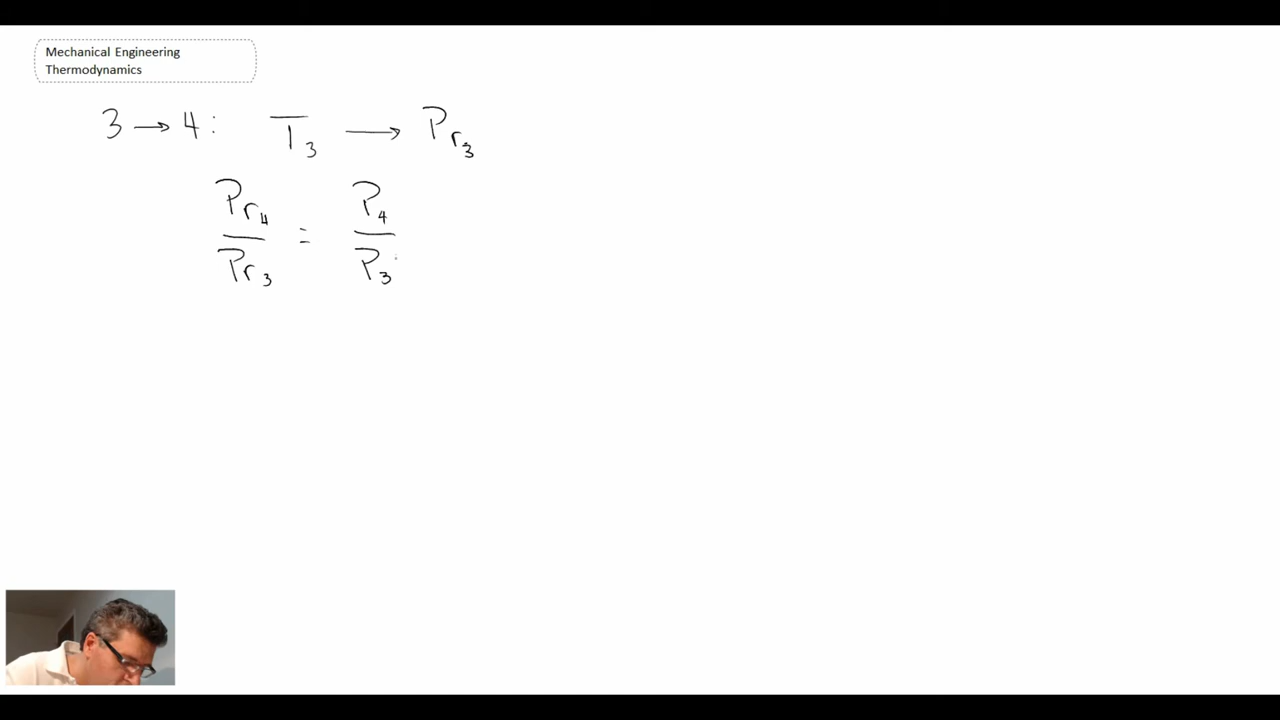 Mechanical Engineering
Thermodynamics
3 → 4 : T₃ → Pr₃
Pr₄ / Pr₃ = P₄ / P₃